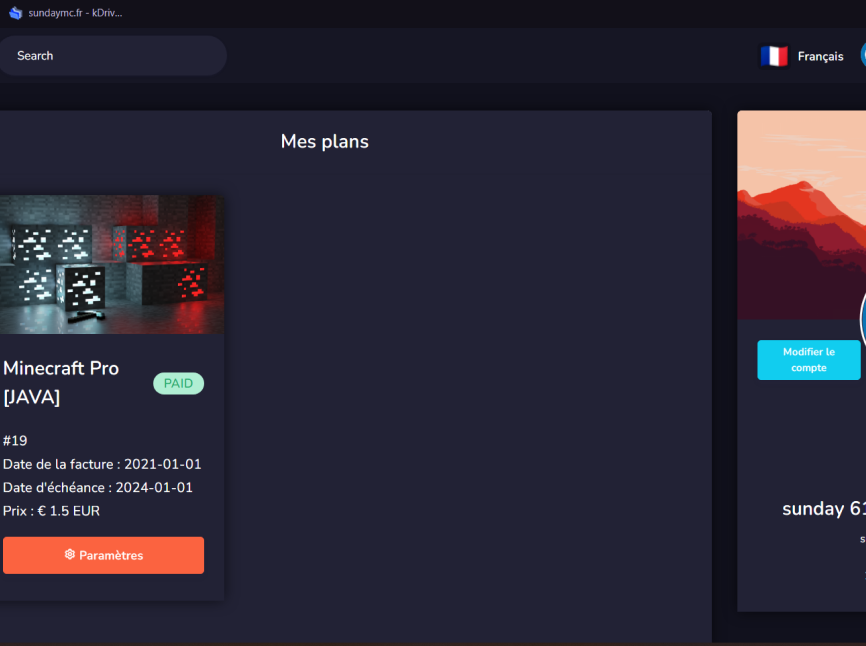 sundaymc.fr - kDriv...
Search
Français
Mes plans
Minecraft Pro
[JAVA]
PAID
#19
Date de la facture : 2021-01-01
Date d'échéance : 2024-01-01
Prix : € 1.5 EUR
Paramètres
Modifier le
compte
sunday 61
s